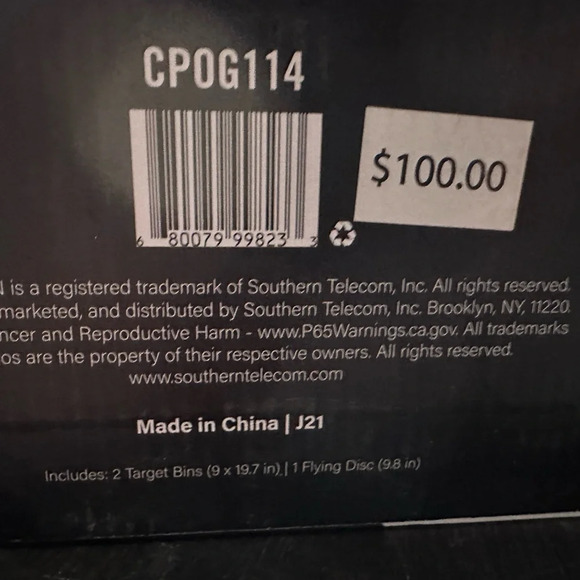 CPOG114
$100.00
6 80079 99823 3
is a registered trademark of Southern Telecom, Inc. All rights reserved.
marketed, and distributed by Southern Telecom, Inc. Brooklyn, NY, 11220.
ncer and Reproductive Harm - www.P65Warnings.ca.gov. All trademarks
os are the property of their respective owners. All rights reserved.
www.southerntelecom.com
Made in China | J21
Includes: 2 Target Bins (9 x 19.7 in) | 1 Flying Disc (9.8 in)